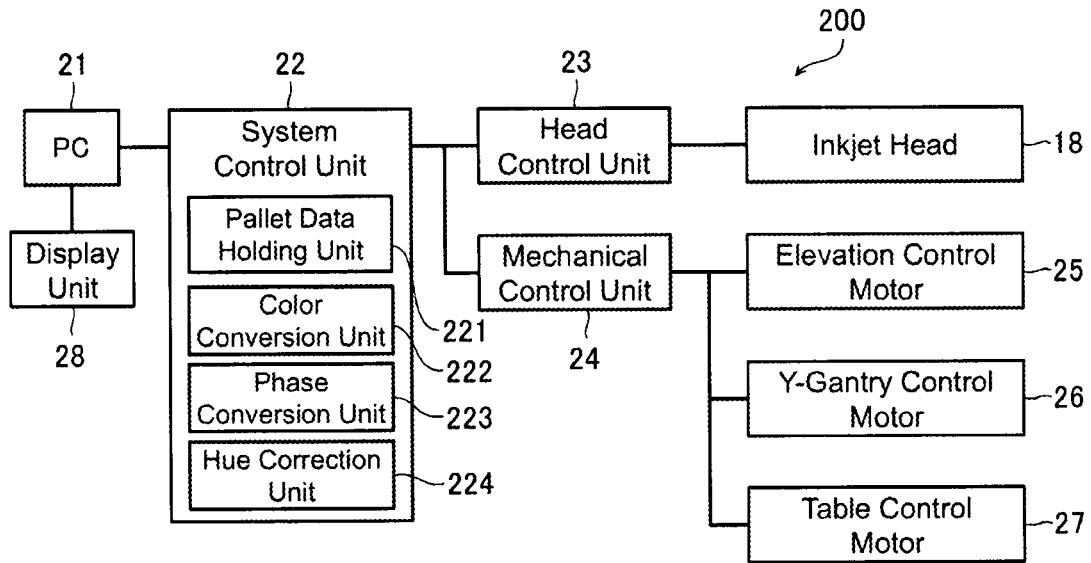 200
21
22
23
PC
System
Control Unit
Head
Control Unit
Inkjet Head
18
Pallet Data
Holding Unit
221
Display
Unit
28
Mechanical
Control Unit
24
Elevation Control
Motor
25
Color
Conversion Unit
222
Phase
Conversion Unit
223
Y-Gantry Control
Motor
26
Hue Correction
Unit
224
Table Control
Motor
27